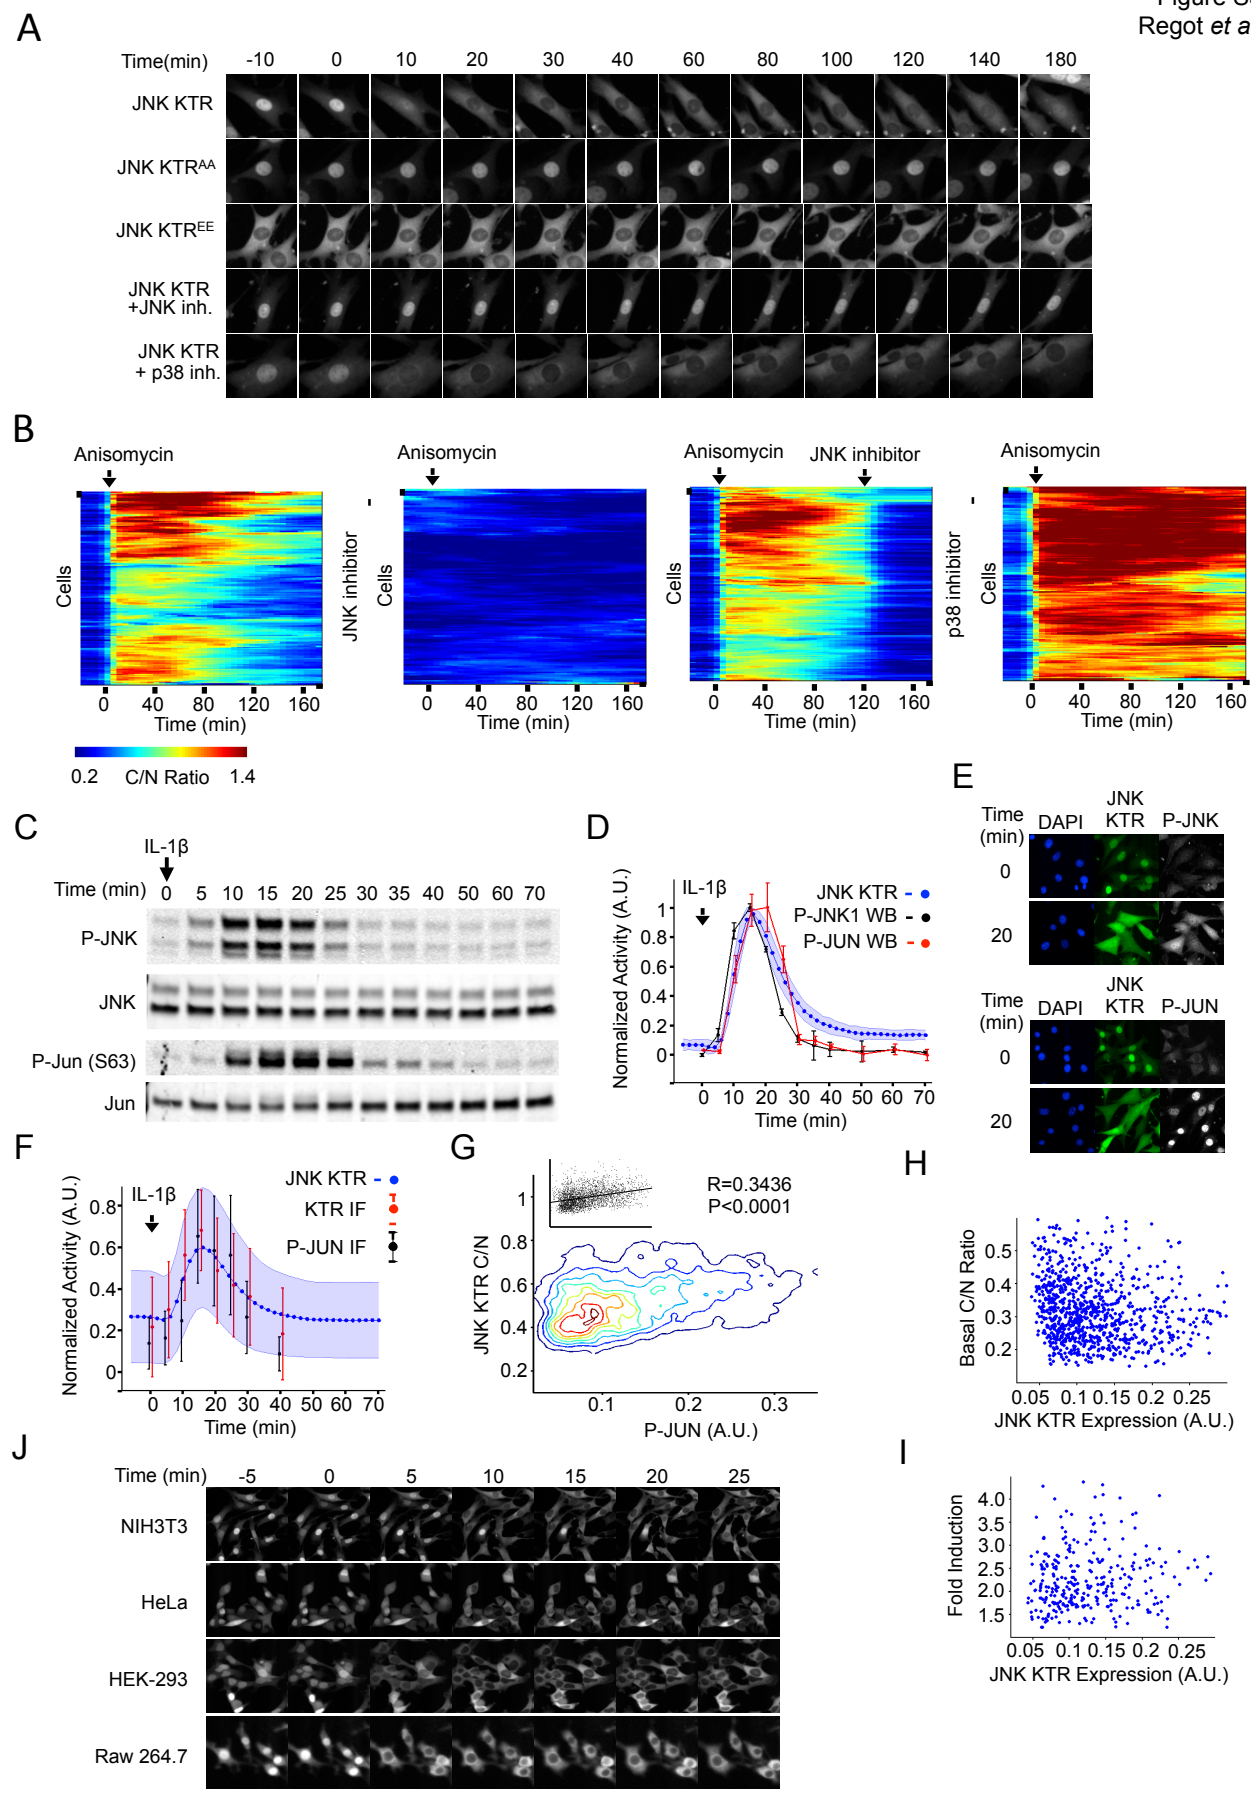 Regot et a
A
Time(min) -10 0 10 20 30 40 60 80 100 120 140 180
JNK KTR
JNK KTRAA
JNK KTREE
JNK KTR
+JNK inh.
JNK KTR
+ p38 inh.
B
Anisomycin
Anisomycin
Anisomycin JNK inhibitor
Anisomycin
Cells
JNK inhibitor
Cells
Cells
p38 inhibitor
Cells
0 40 80 120 160
0 40 80 120 160
0 40 80 120 160
0 40 80 120 160
Time (min)
Time (min)
Time (min)
Time (min)
0.2 C/N Ratio 1.4
C
IL-1β
Time (min) 0 5 10 15 20 25 30 35 40 50 60 70
P-JNK
JNK
P-Jun (S63)
Jun
D
IL-1β
JNK KTR
P-JNK1 WB
P-JUN WB
Normalized Activity (A.U.)
1
0.8
0.6
0.4
0.2
0
0 10 20 30 40 50 60 70
Time (min)
E
Time
(min)
DAPI
JNK
KTR
P-JNK
0
20
Time
(min)
DAPI
JNK
KTR
P-JUN
0
20
F
IL-1β
JNK KTR
KTR IF
P-JUN IF
Normalized Activity (A.U.)
0.8
0.6
0.4
0.2
0
0 10 20 30 40 50 60 70
Time (min)
G
R=0.3436
P<0.0001
JNK KTR C/N
1
0.8
0.6
0.4
0.2
0.1 0.2 0.3
P-JUN (A.U.)
H
Basal C/N Ratio
0.5
0.4
0.3
0.2
0.05 0.1 0.15 0.2 0.25
JNK KTR Expression (A.U.)
I
Fold Induction
4.0
3.5
3.0
2.5
2.0
1.5
0.05 0.1 0.15 0.2 0.25
JNK KTR Expression (A.U.)
J
Time (min) -5 0 5 10 15 20 25
NIH3T3
HeLa
HEK-293
Raw 264.7